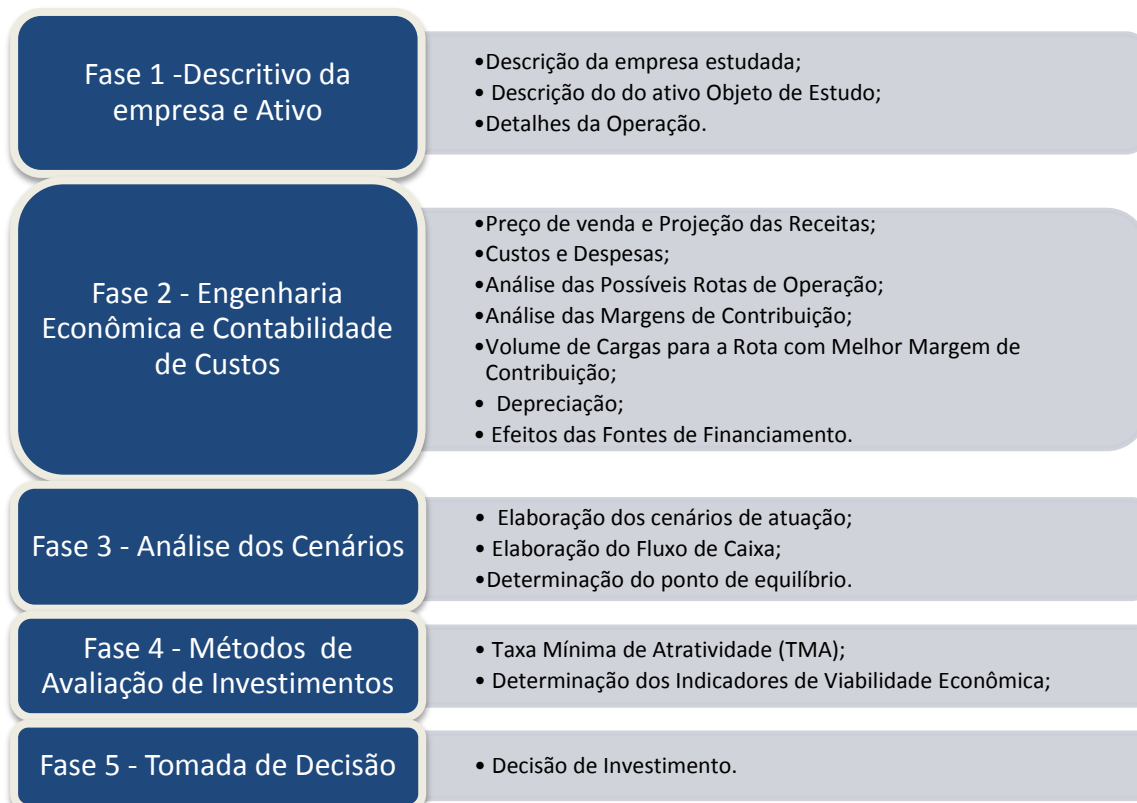 Fase 1 -Descritivo da
empresa e Ativo
•Descrição da empresa estudada;
• Descrição do do ativo Objeto de Estudo;
•Detalhes da Operação.
Fase 2 - Engenharia
Econômica e Contabilidade
de Custos
•Preço de venda e Projeção das Receitas;
•Custos e Despesas;
•Análise das Possíveis Rotas de Operação;
•Análise das Margens de Contribuição;
•Volume de Cargas para a Rota com Melhor Margem de
Contribuição;
• Depreciação;
• Efeitos das Fontes de Financiamento.
Fase 3 - Análise dos Cenários
• Elaboração dos cenários de atuação;
• Elaboração do Fluxo de Caixa;
•Determinação do ponto de equilíbrio.
Fase 4 - Métodos de
Avaliação de Investimentos
• Taxa Mínima de Atratividade (TMA);
• Determinação dos Indicadores de Viabilidade Econômica;
Fase 5 - Tomada de Decisão
• Decisão de Investimento.